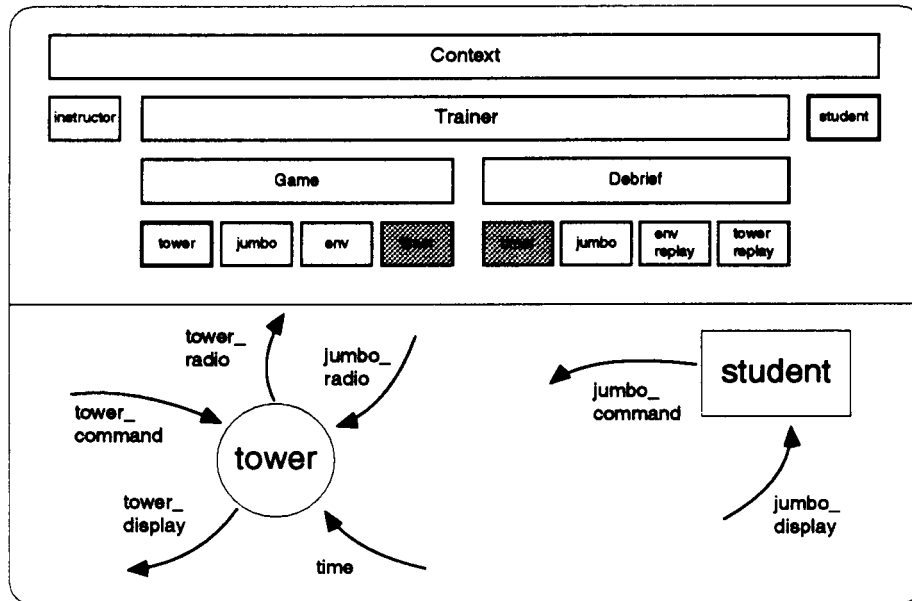 Context
instructor
Trainer
student
Game
Debrief
tower
jumbo
env
jumbo
env
replay
tower
replay
tower_
radio
jumbo_
radio
tower_
command
tower
tower_
display
time
jumbo_
command
student
jumbo_
display